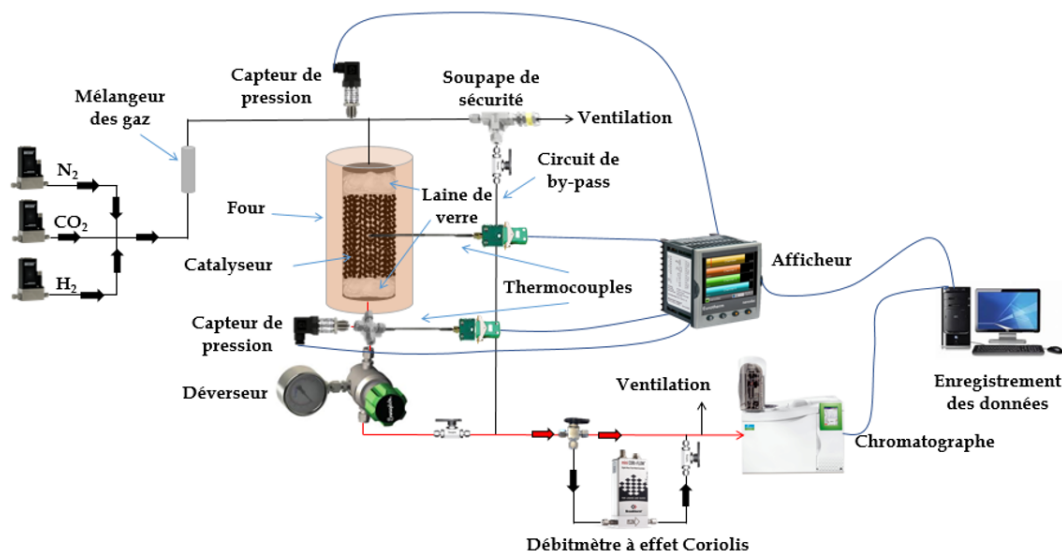 Capteur de
pression
Soupape de
sécurité
Mélangeur
des gaz
Ventilation
N₂
Circuit de
by-pass
Laine de
verre
CO₂
Four
Catalyseur
Afficheur
H₂
Thermocouples
Capteur de
pression
Déverseur
Ventilation
Enregistrement
des données
Chromatographe
Débitmètre à effet Coriolis